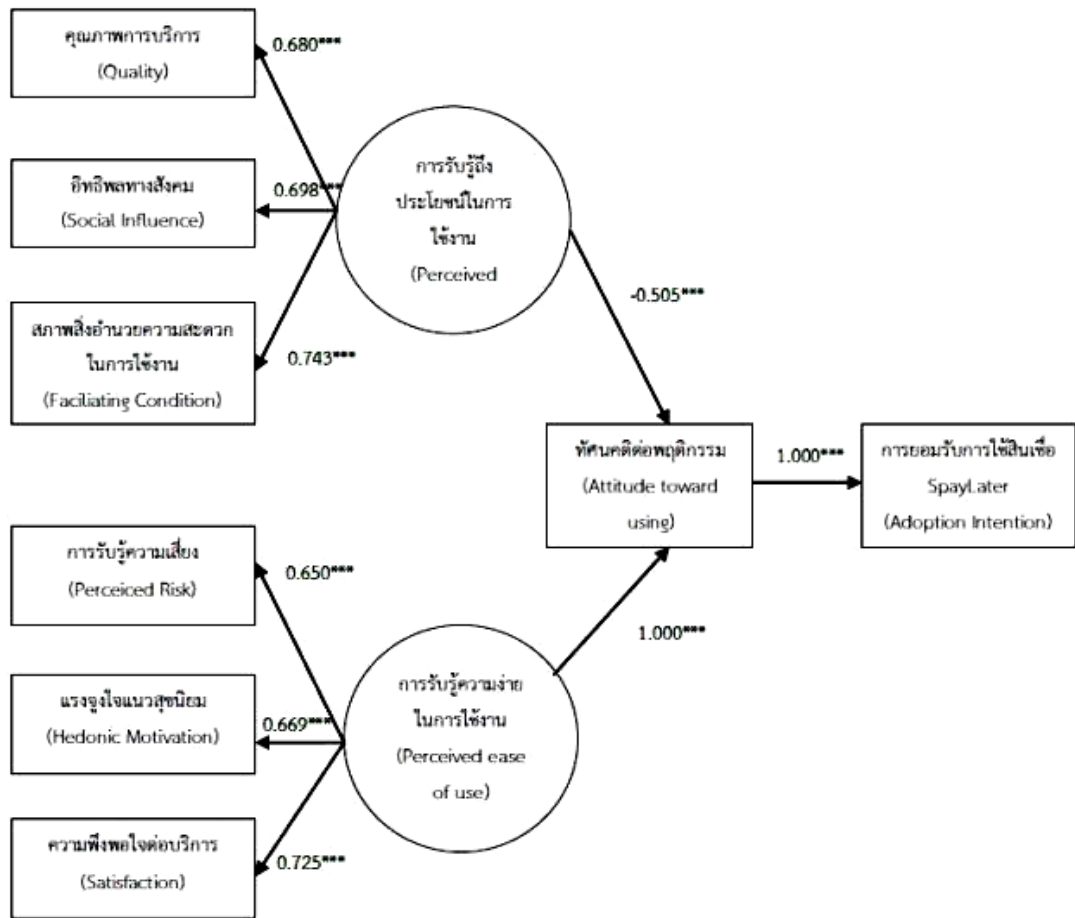 คุณภาพการบริการ
(Quality)
0.680***
อิทธิพลทางสังคม
(Social Influence)
0.698***
สภาพสิ่งอำนวยความสะดวก
ในการใช้งาน
(Faciliating Condition)
0.743***
การรับรู้ถึง
ประโยชน์ในการ
ใช้งาน
(Perceived
-0.505***
ทัศนคติต่อพฤติกรรม
(Attitude toward
using)
1.000***
การยอมรับการใช้สินเชื่อ
SpayLater
(Adoption Intention)
การรับรู้ความเสี่ยง
(Perceiced Risk)
0.650***
แรงจูงใจแนวสุขนิยม
(Hedonic Motivation)
0.669***
ความพึงพอใจต่อบริการ
(Satisfaction)
0.725***
การรับรู้ความง่าย
ในการใช้งาน
(Perceived ease
of use)
1.000***